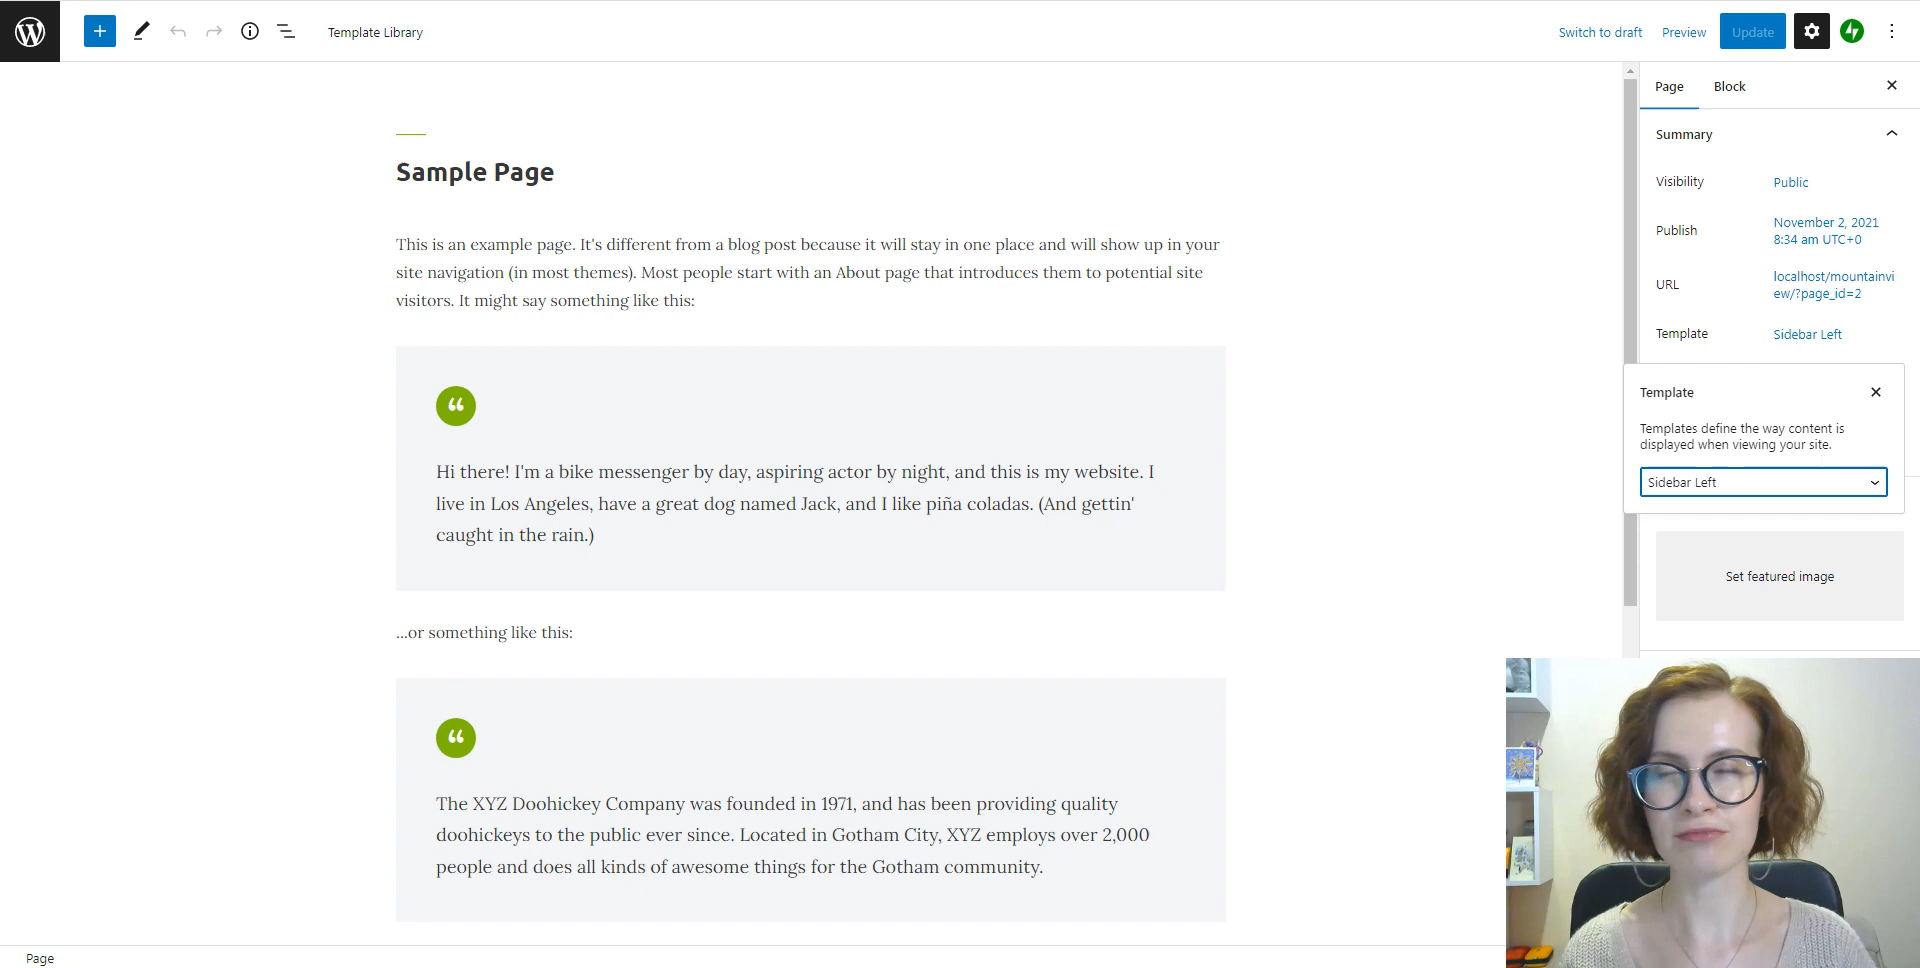 Template Library
Switch to draft
Preview
Update
Page
Block
Summary
Visibility
Public
Publish
November 2, 2021
8:34 am UTC+0
URL
localhost/mountainvi
ew/?page_id=2
Template
Sidebar Left
Template
Templates define the way content is
displayed when viewing your site.
Sidebar Left
Set featured image
Sample Page
This is an example page. It's different from a blog post because it will stay in one place and will show up in your
site navigation (in most themes). Most people start with an About page that introduces them to potential site
visitors. It might say something like this:
Hi there! I'm a bike messenger by day, aspiring actor by night, and this is my website. I
live in Los Angeles, have a great dog named Jack, and I like piña coladas. (And gettin'
caught in the rain.)
...or something like this:
The XYZ Doohickey Company was founded in 1971, and has been providing quality
doohickeys to the public ever since. Located in Gotham City, XYZ employs over 2,000
people and does all kinds of awesome things for the Gotham community.
Page